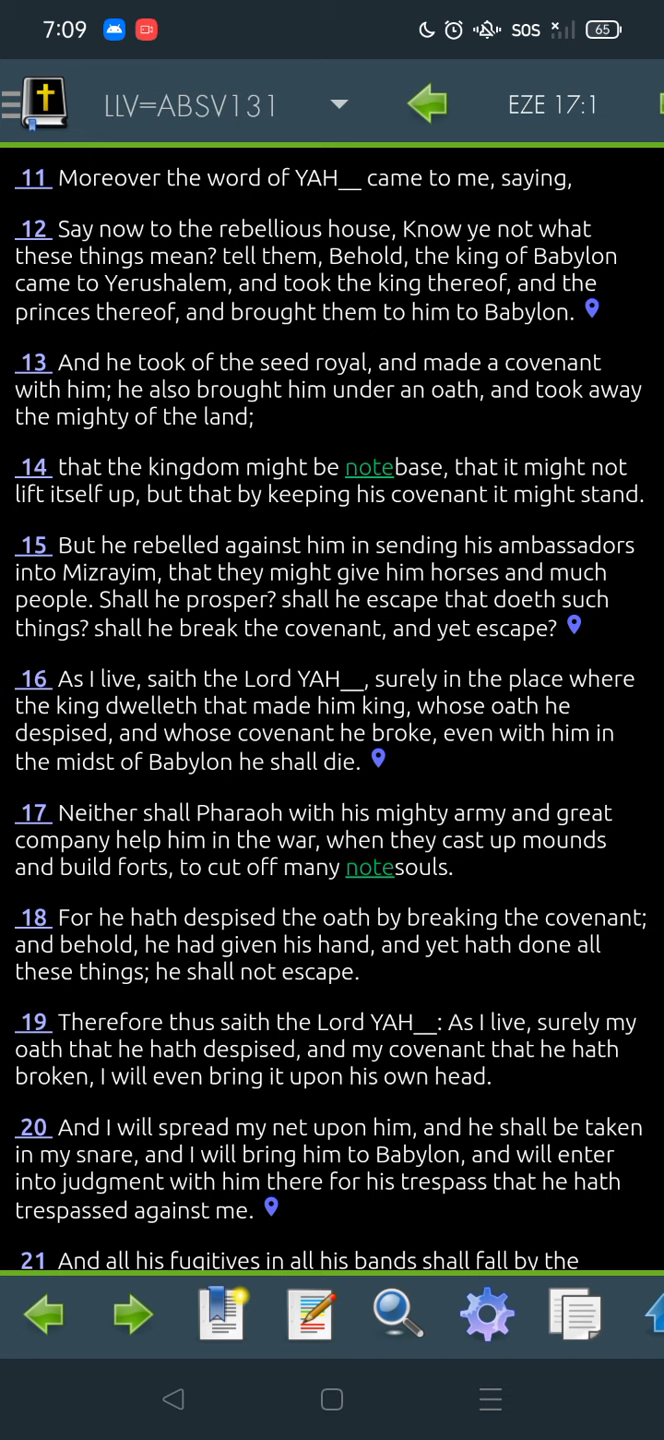 7:09
SOS
65
LLV=ABSV131
EZE 17:1
11 Moreover the word of YAH__ came to me, saying,
12 Say now to the rebellious house, Know ye not what
these things mean? tell them, Behold, the king of Babylon
came to Yerushalem, and took the king thereof, and the
princes thereof, and brought them to him to Babylon.
13 And he took of the seed royal, and made a covenant
with him; he also brought him under an oath, and took away
the mighty of the land;
14 that the kingdom might be notebase, that it might not
lift itself up, but that by keeping his covenant it might stand.
15 But he rebelled against him in sending his ambassadors
into Mizrayim, that they might give him horses and much
people. Shall he prosper? shall he escape that doeth such
things? shall he break the covenant, and yet escape?
16 As I live, saith the Lord YAH__, surely in the place where
the king dwelleth that made him king, whose oath he
despised, and whose covenant he broke, even with him in
the midst of Babylon he shall die.
17 Neither shall Pharaoh with his mighty army and great
company help him in the war, when they cast up mounds
and build forts, to cut off many notesouls.
18 For he hath despised the oath by breaking the covenant;
and behold, he had given his hand, and yet hath done all
these things; he shall not escape.
19 Therefore thus saith the Lord YAH__: As I live, surely my
oath that he hath despised, and my covenant that he hath
broken, I will even bring it upon his own head.
20 And I will spread my net upon him, and he shall be taken
in my snare, and I will bring him to Babylon, and will enter
into judgment with him there for his trespass that he hath
trespassed against me.
21 And all his fugitives in all his bands shall fall by the